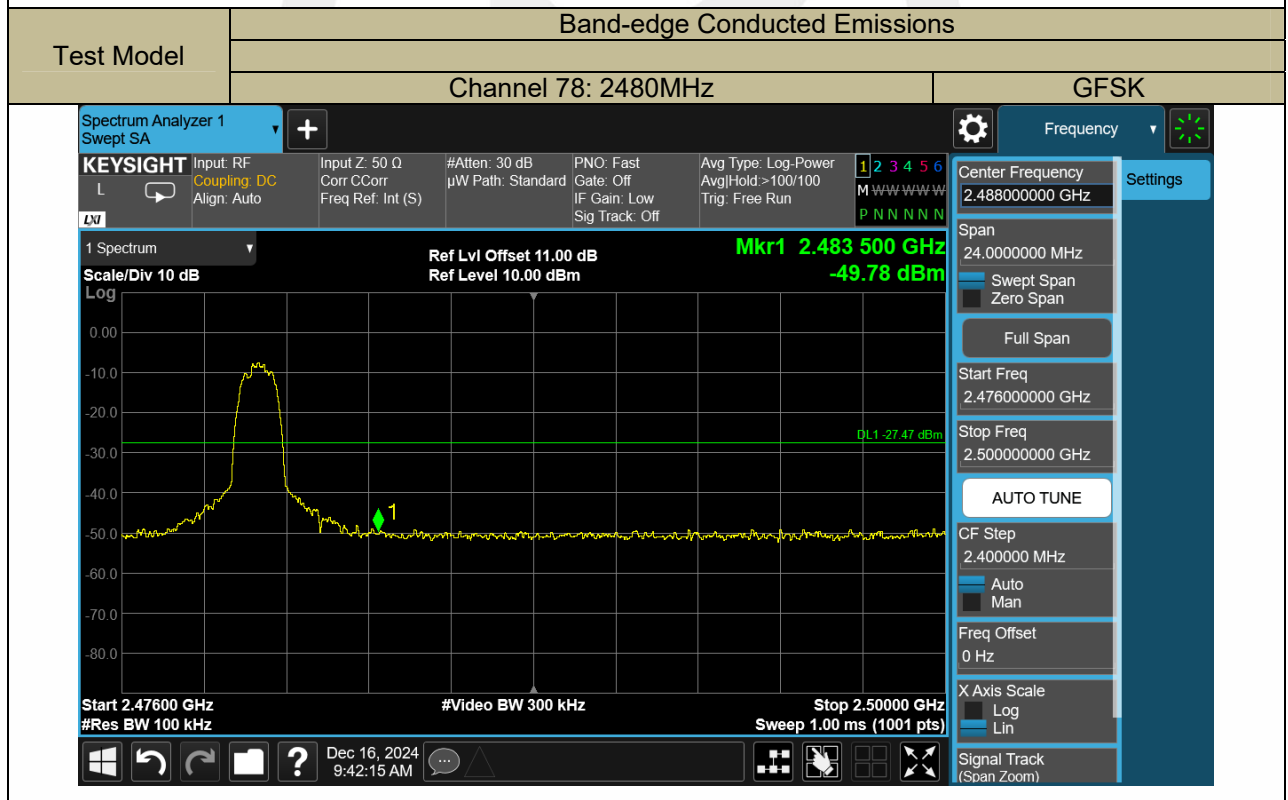 Band-edge Conducted Emissions
Test Model
Channel 78: 2480MHz GFSK
Spectrum Analyzer 1
Swept SA
Frequency
KEYSIGHT Input: RF Input Z: 50 Ω #Atten: 30 dB PNO: Fast Avg Type: Log-Power 1 2 3 4 5 6
L Coupling: DC Corr CCorr µW Path: Standard Gate: Off Avg|Hold:>100/100 M W W W W W
Align: Auto Freq Ref: Int (S) IF Gain: Low Trig: Free Run
LXI Sig Track: Off P N N N N N
1 Spectrum
Ref Lvl Offset 11.00 dB Mkr1 2.483 500 GHz
Scale/Div 10 dB Ref Level 10.00 dBm -49.78 dBm
Log
0.00
-10.0
-20.0
DL1 -27.47 dBm
-30.0
-40.0
1
-50.0
-60.0
-70.0
-80.0
Start 2.47600 GHz #Video BW 300 kHz Stop 2.50000 GHz
#Res BW 100 kHz Sweep 1.00 ms (1001 pts)
Dec 16, 2024
9:42:15 AM
Center Frequency
2.488000000 GHz
Settings
Span
24.0000000 MHz
Swept Span
Zero Span
Full Span
Start Freq
2.476000000 GHz
Stop Freq
2.500000000 GHz
AUTO TUNE
CF Step
2.400000 MHz
Auto
Man
Freq Offset
0 Hz
X Axis Scale
Log
Lin
Signal Track
(Span Zoom)